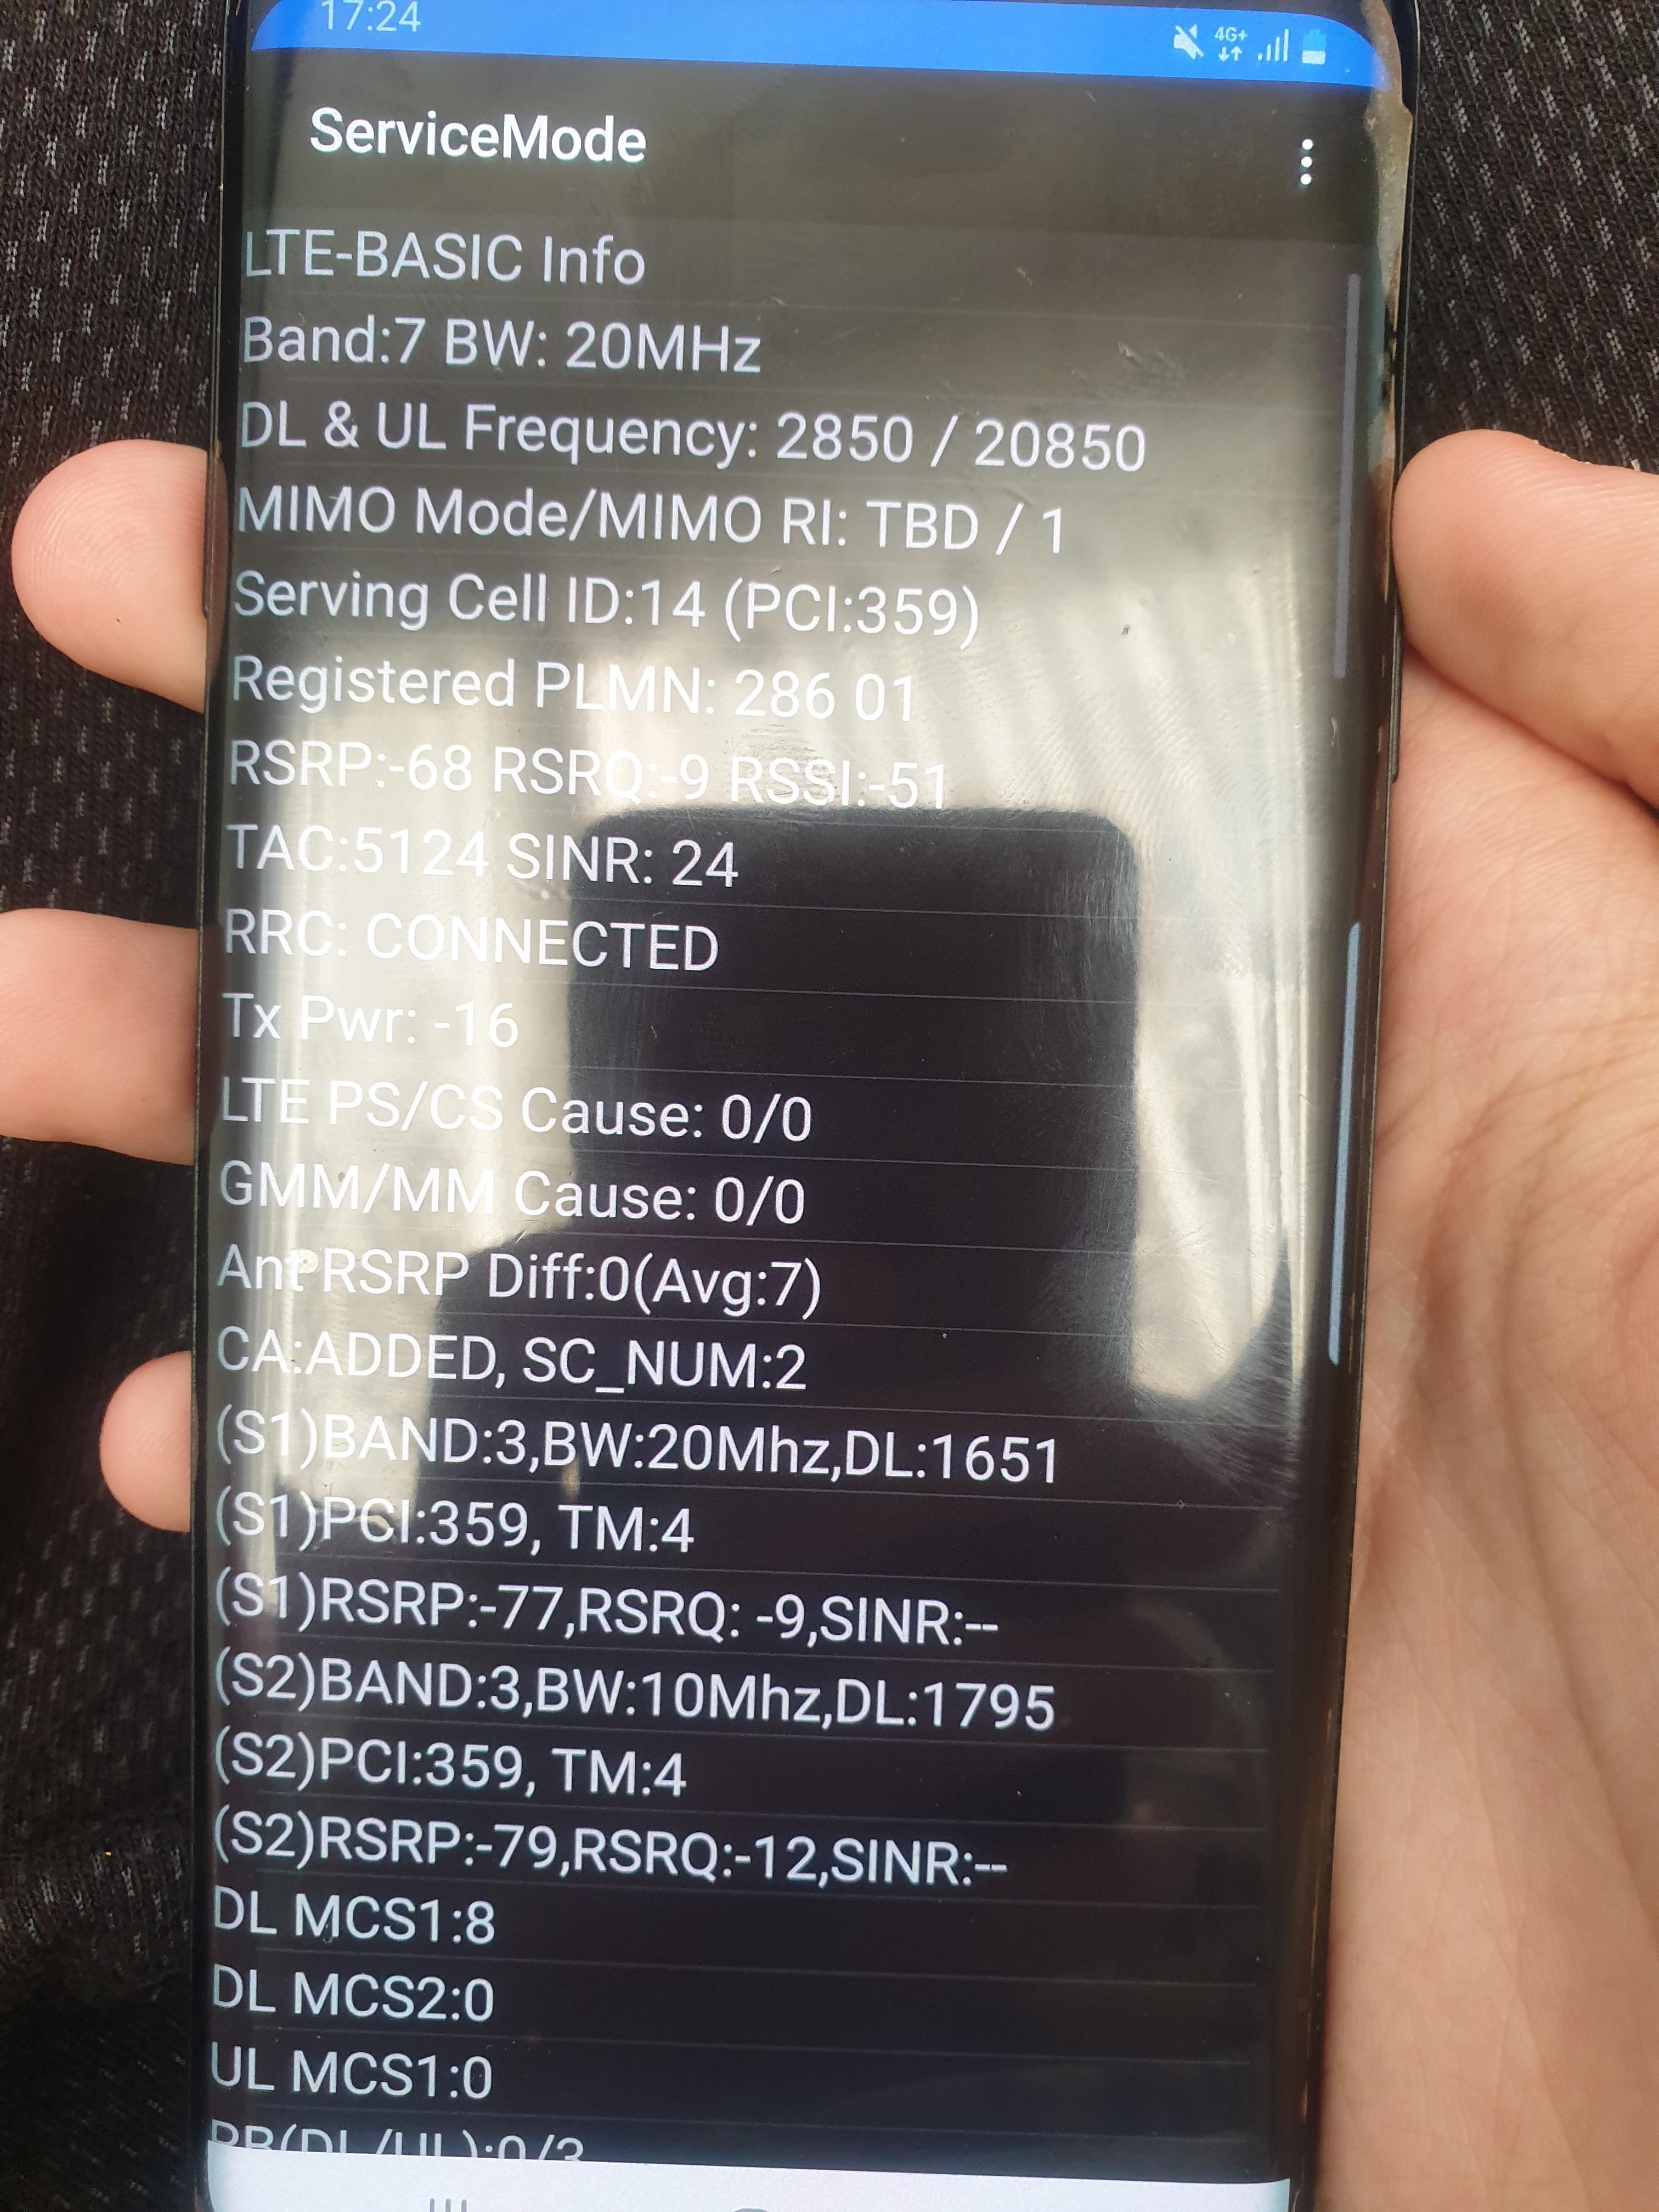 17:24
4G+
ServiceMode
LTE-BASIC Info
Band:7 BW: 20MHz
DL & UL Frequency: 2850 / 20850
MIMO Mode/MIMO RI: TBD / 1
Serving Cell ID:14 (PCI:359)
Registered PLMN: 286 01
RSRP:-68 RSRQ:-9 RSSI:-51
TAC:5124 SINR: 24
RRC: CONNECTED
Tx Pwr: -16
LTE PS/CS Cause: 0/0
GMM/MM Cause: 0/0
Ant RSRP Diff:0(Avg:7)
CA:ADDED, SC_NUM:2
(S1)BAND:3,BW:20Mhz,DL:1651
(S1)PCI:359, TM:4
(S1)RSRP:-77,RSRQ: -9,SINR:--
(S2)BAND:3,BW:10Mhz,DL:1795
(S2)PCI:359, TM:4
(S2)RSRP:-79,RSRQ:-12,SINR:--
DL MCS1:8
DL MCS2:0
UL MCS1:0
RB(DL/UL):0/3